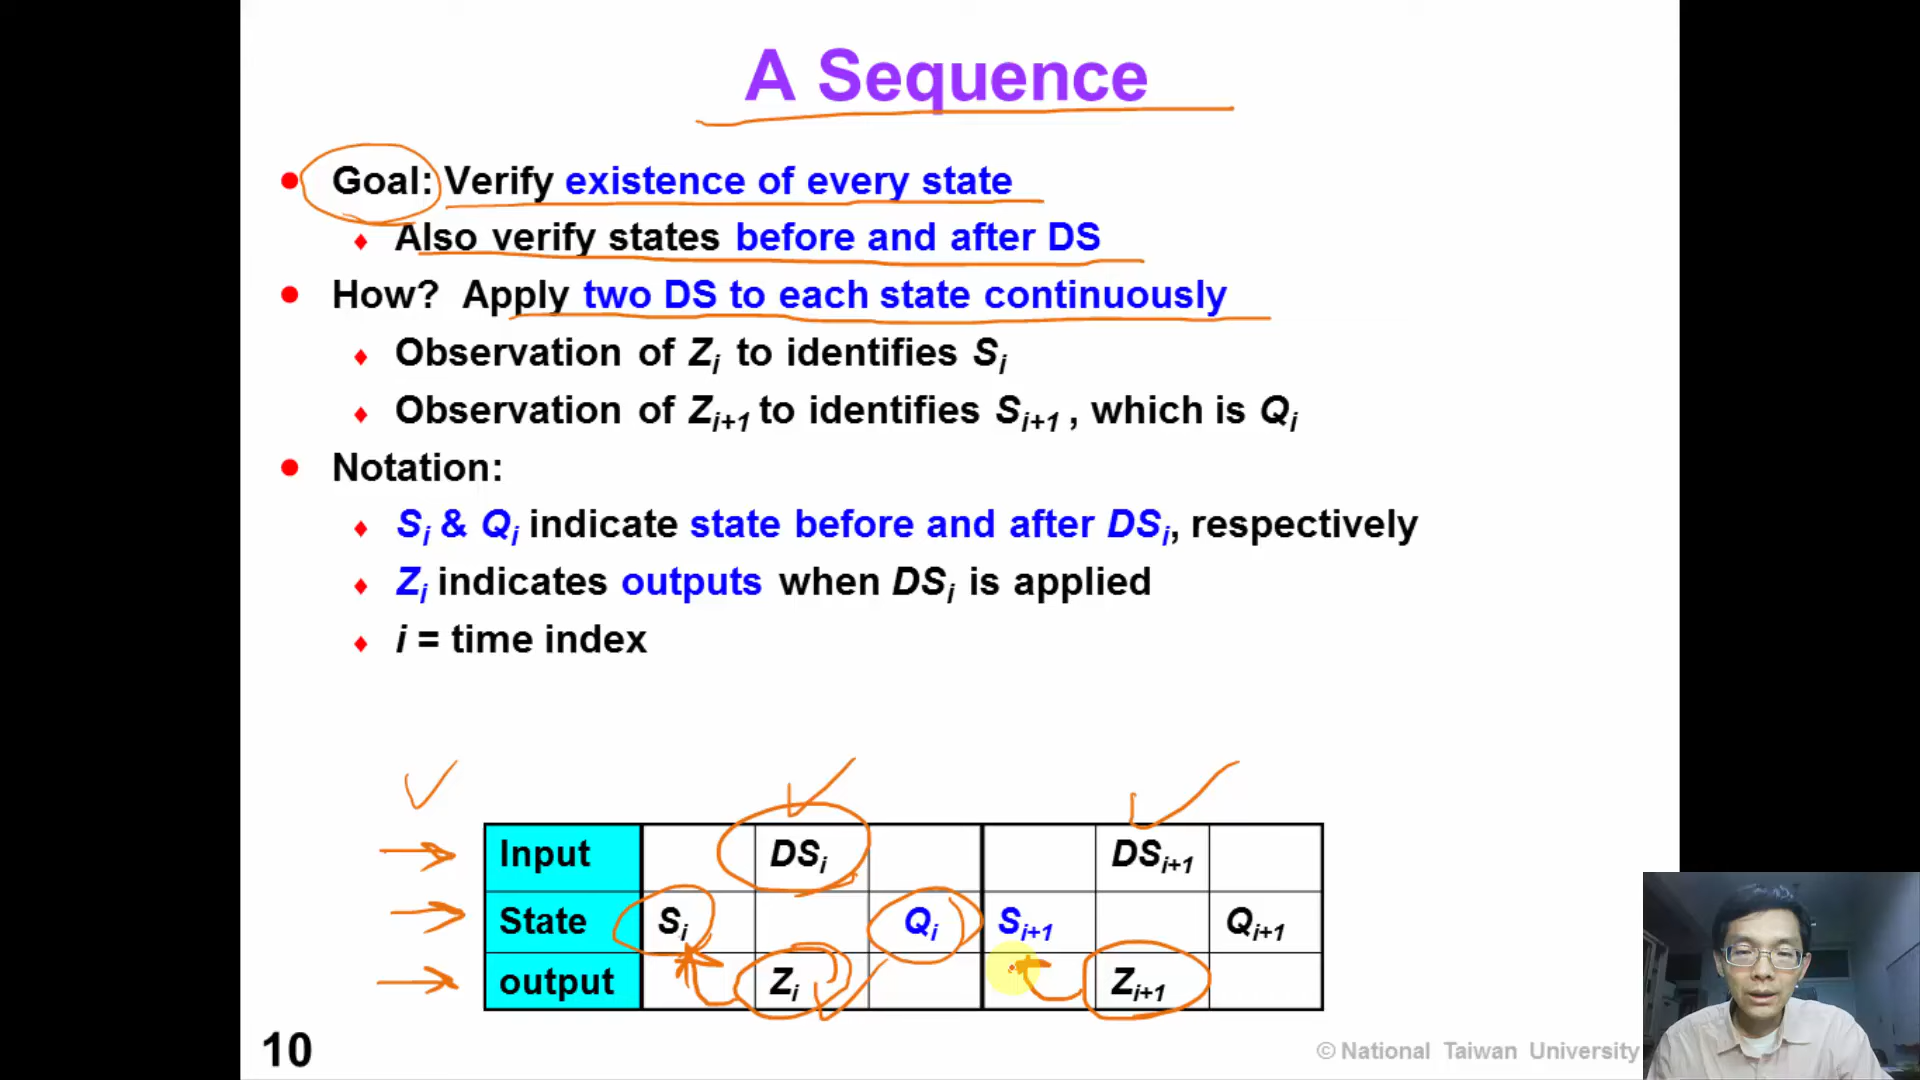 A Sequence
Goal: Verify existence of every state
Also verify states before and after DS
How? Apply two DS to each state continuously
Observation of Zi to identifies Si
Observation of Zi+1 to identifies Si+1 , which is Qi
Notation:
Si & Qi indicate state before and after DSi, respectively
Zi indicates outputs when DSi is applied
i = time index
Input DSi DSi+1
State Si Qi Si+1 Qi+1
output Zi Zi+1
10
© National Taiwan University